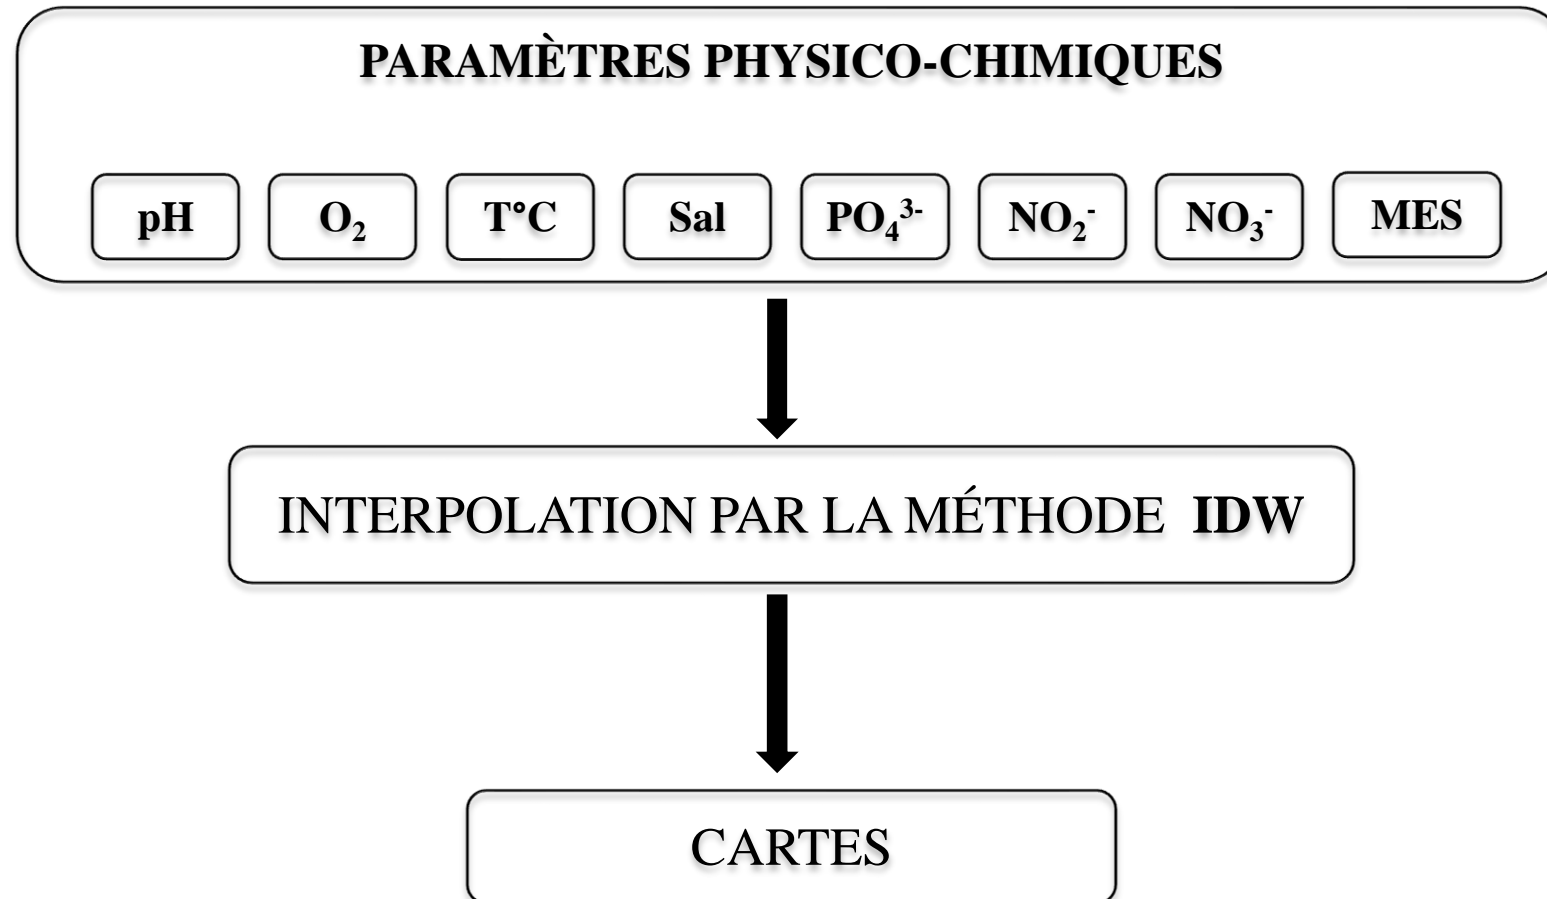 PARAMÈTRES PHYSICO-CHIMIQUES
pH O₂ T°C Sal PO₄³⁻ NO₂⁻ NO₃⁻ MES
INTERPOLATION PAR LA MÉTHODE IDW
CARTES